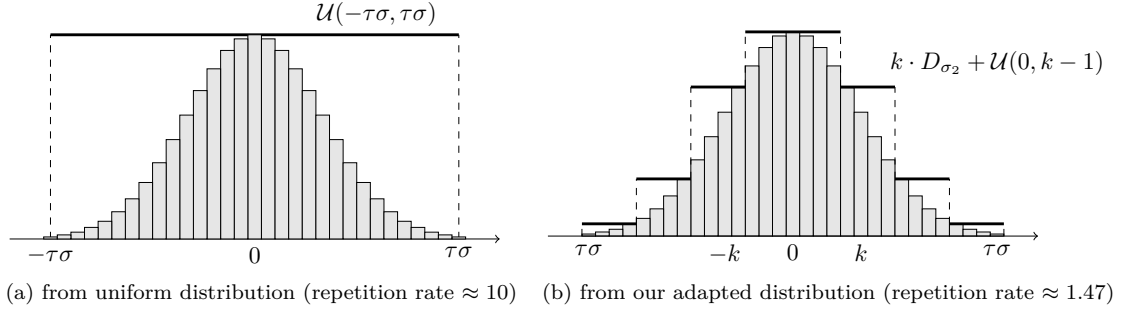 𝒰(−τσ, τσ)
k · D_{σ₂} + 𝒰(0, k − 1)
−τσ 0 τσ
τσ −k 0 k τσ
(a) from uniform distribution (repetition rate ≈ 10)
(b) from our adapted distribution (repetition rate ≈ 1.47)